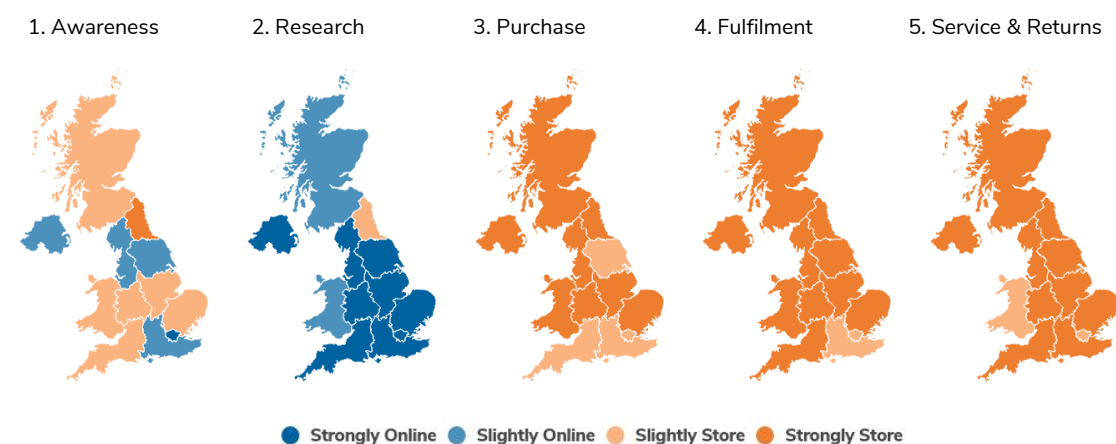 1. Awareness
2. Research
3. Purchase
4. Fulfilment
5. Service & Returns
Strongly Online
Slightly Online
Slightly Store
Strongly Store